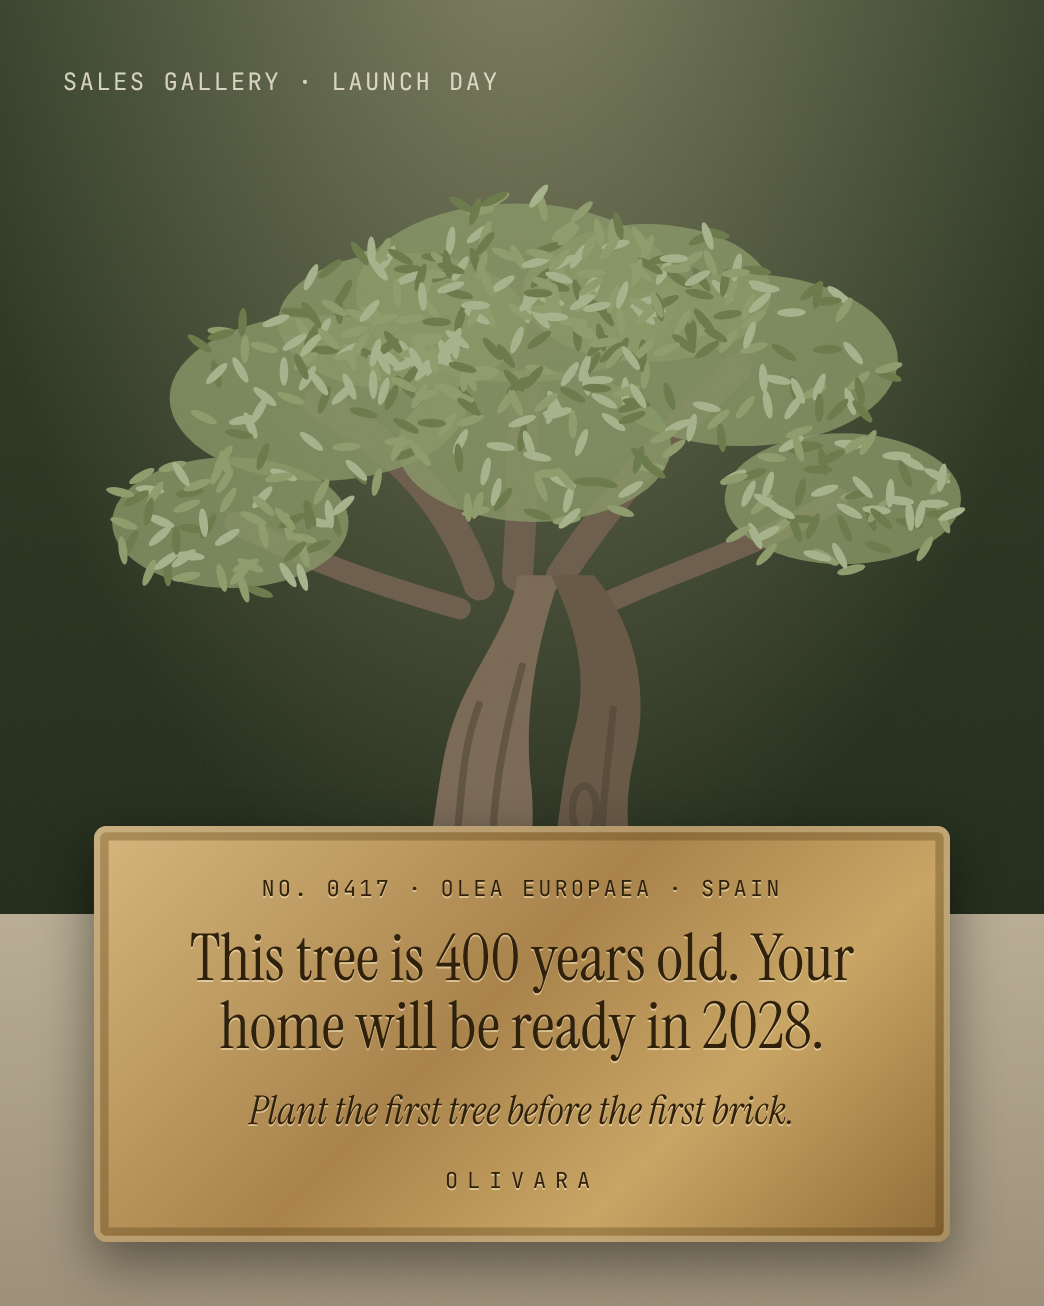 SALES GALLERY · LAUNCH DAY
NO. 0417 · OLEA EUROPAEA · SPAIN
This tree is 400 years old. Your
home will be ready in 2028.
Plant the first tree before the first brick.
OLIVARA